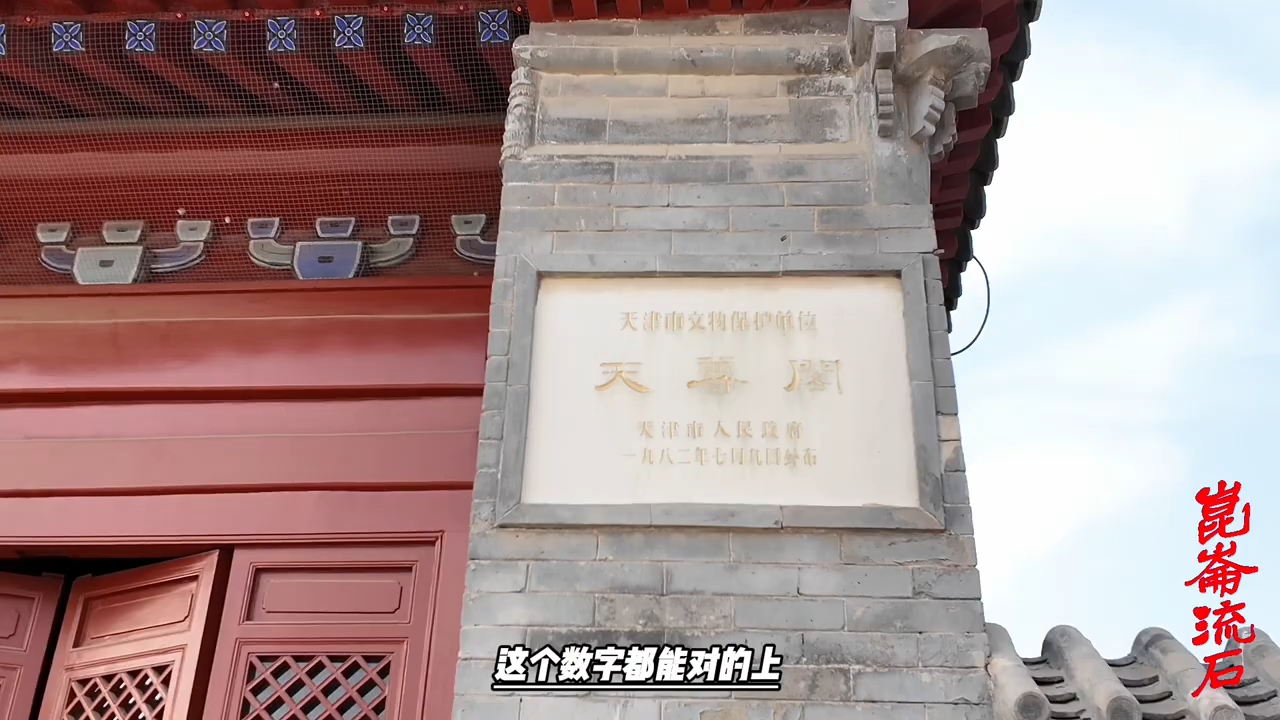 天津市文物保护单位
天尊閣
天津市人民政府
一九八二年七月九日公布
这个数字都能对的上
崑崙流石